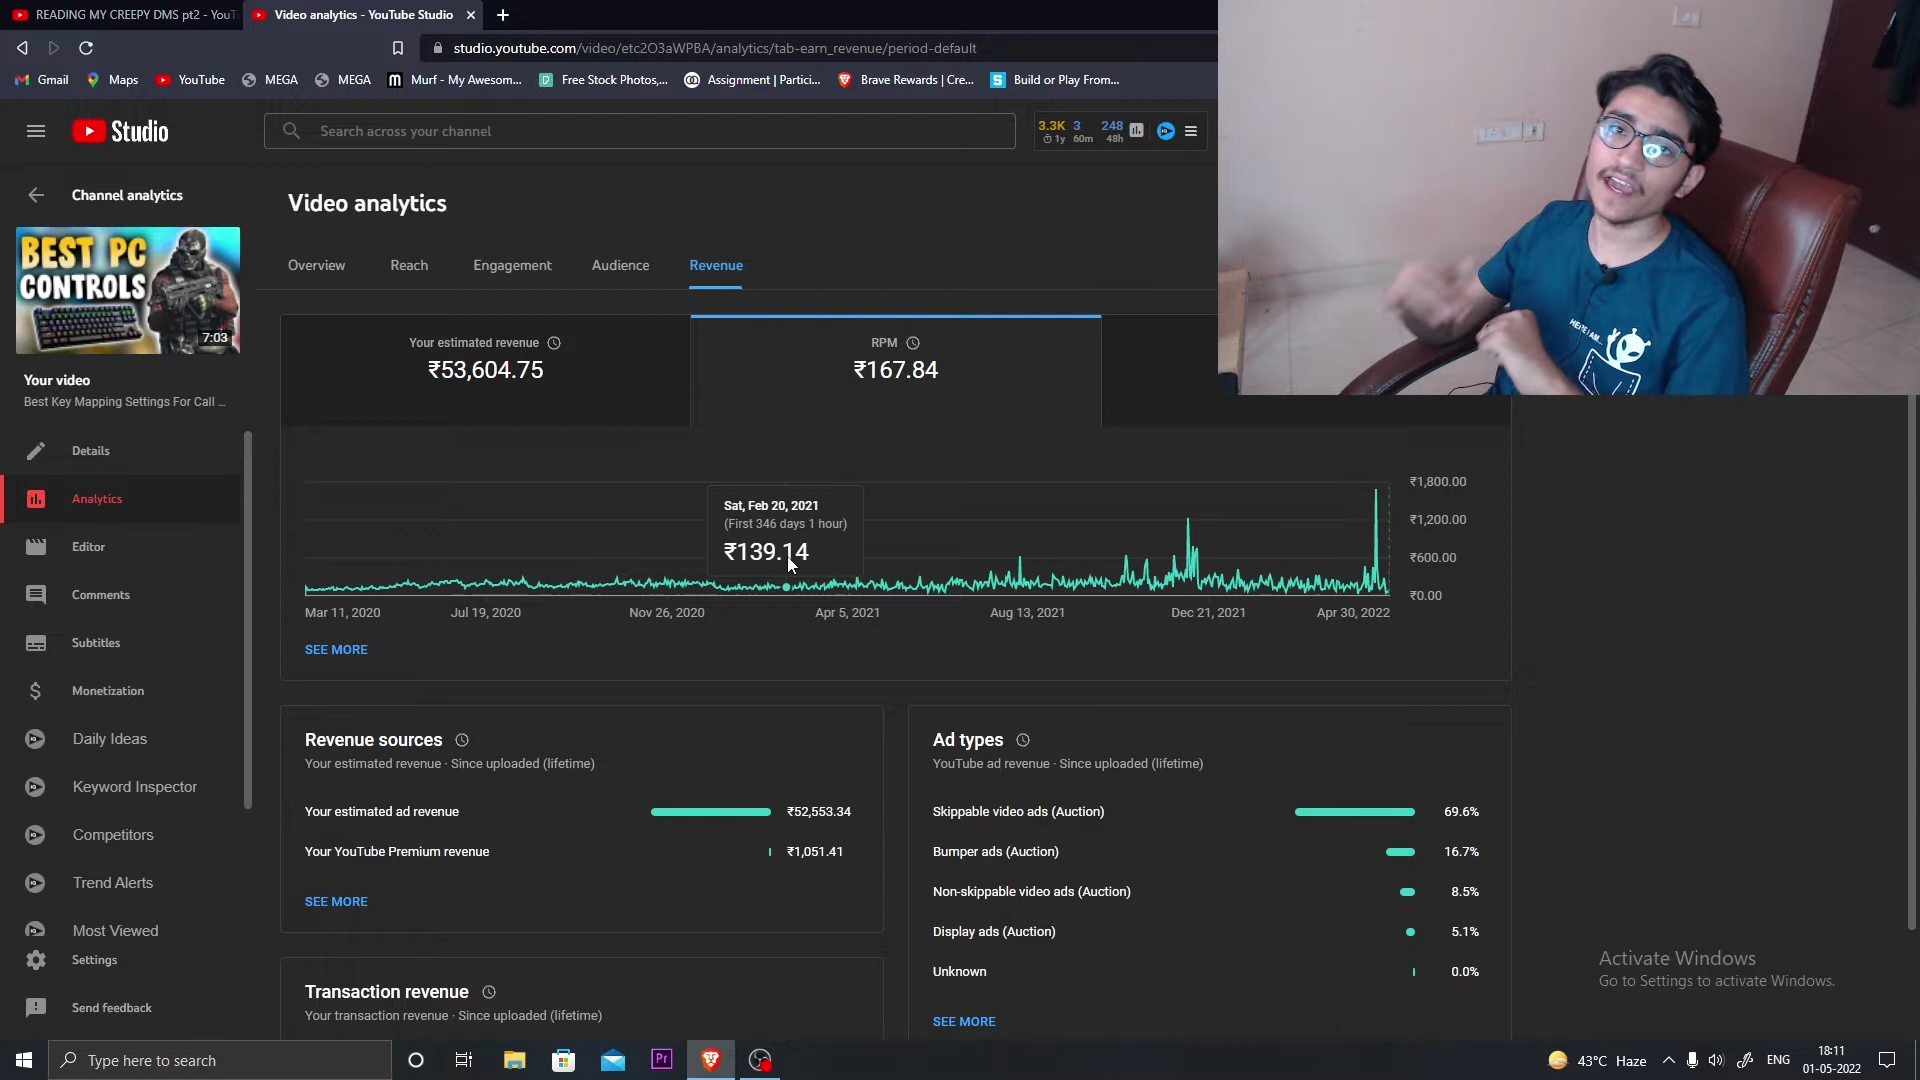 READING MY CREEPY DMS pt2 - YouT
Video analytics - YouTube Studio
studio.youtube.com/video/etc2O3aWPBA/analytics/tab-earn_revenue/period-default
Gmail
Maps
YouTube
MEGA
MEGA
Murf - My Awesom...
Free Stock Photos,...
Assignment | Partici...
Brave Rewards | Cre...
Build or Play From...
Studio
Search across your channel
3.3K 3 248
1y 60m 48h
Channel analytics
BEST PC
CONTROLS
7:03
Your video
Best Key Mapping Settings For Call ...
Details
Analytics
Editor
Comments
Subtitles
Monetization
Daily Ideas
Keyword Inspector
Competitors
Trend Alerts
Most Viewed
Settings
Send feedback
Video analytics
Overview
Reach
Engagement
Audience
Revenue
Your estimated revenue
₹53,604.75
RPM
₹167.84
HERE I AM...
₹1,800.00
₹1,200.00
₹600.00
₹0.00
Sat, Feb 20, 2021
(First 346 days 1 hour)
₹139.14
Mar 11, 2020
Jul 19, 2020
Nov 26, 2020
Apr 5, 2021
Aug 13, 2021
Dec 21, 2021
Apr 30, 2022
SEE MORE
Revenue sources
Your estimated revenue · Since uploaded (lifetime)
Your estimated ad revenue ₹52,553.34
Your YouTube Premium revenue ₹1,051.41
SEE MORE
Ad types
YouTube ad revenue · Since uploaded (lifetime)
Skippable video ads (Auction) 69.6%
Bumper ads (Auction) 16.7%
Non-skippable video ads (Auction) 8.5%
Display ads (Auction) 5.1%
Unknown 0.0%
SEE MORE
Transaction revenue
Your transaction revenue · Since uploaded (lifetime)
Activate Windows
Go to Settings to activate Windows.
Type here to search
Pr
43°C Haze
ENG
18:11
01-05-2022